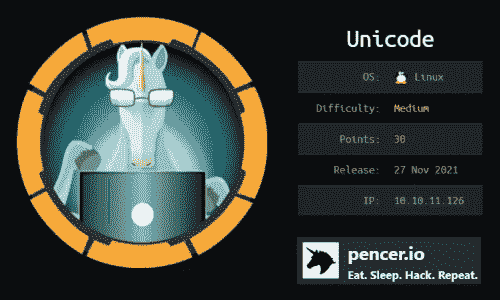 Unicode
OS: Linux
Difficulty: Medium
Points: 30
Release: 27 Nov 2021
IP: 10.10.11.126
pencer.io
Eat. Sleep. Hack. Repeat.